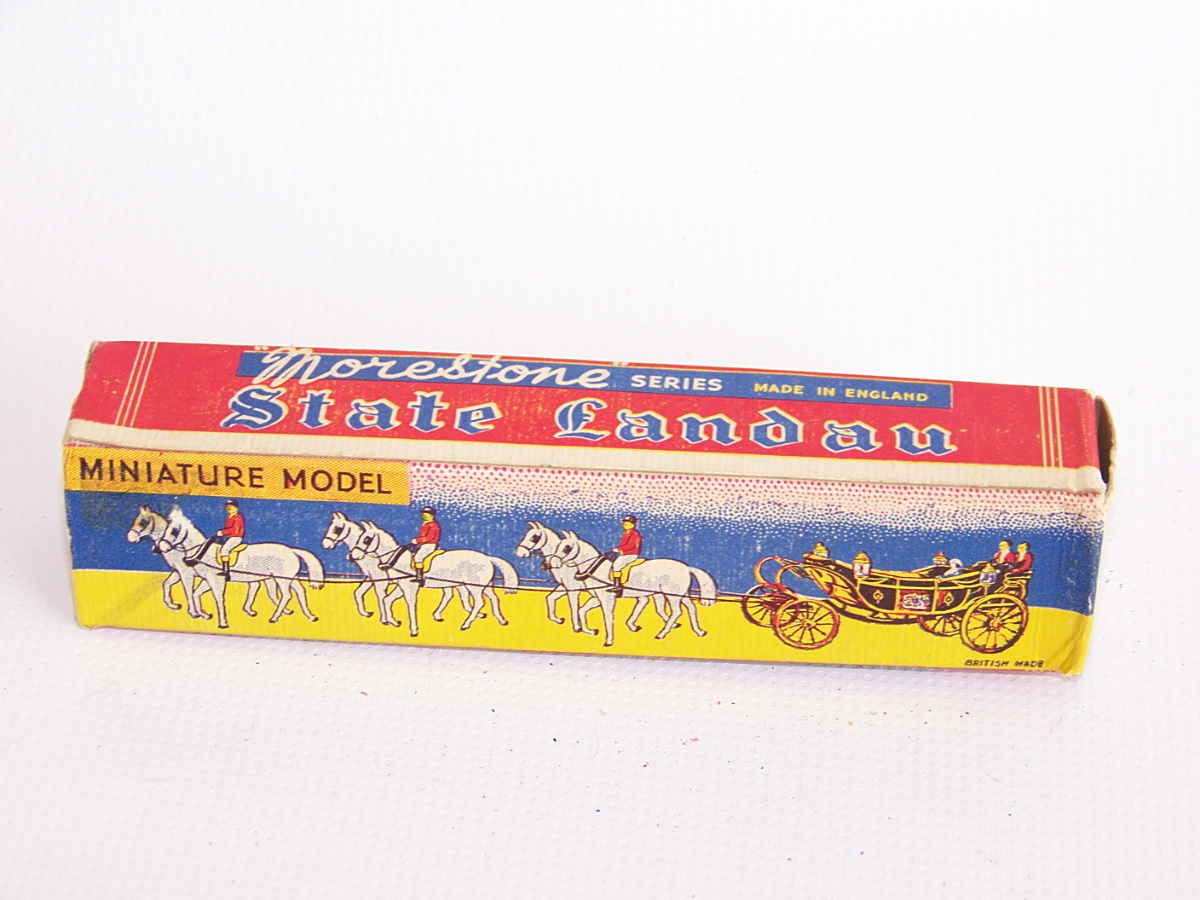 "Morestone" SERIES MADE IN ENGLAND
State Landau
MINIATURE MODEL
BRITISH MADE